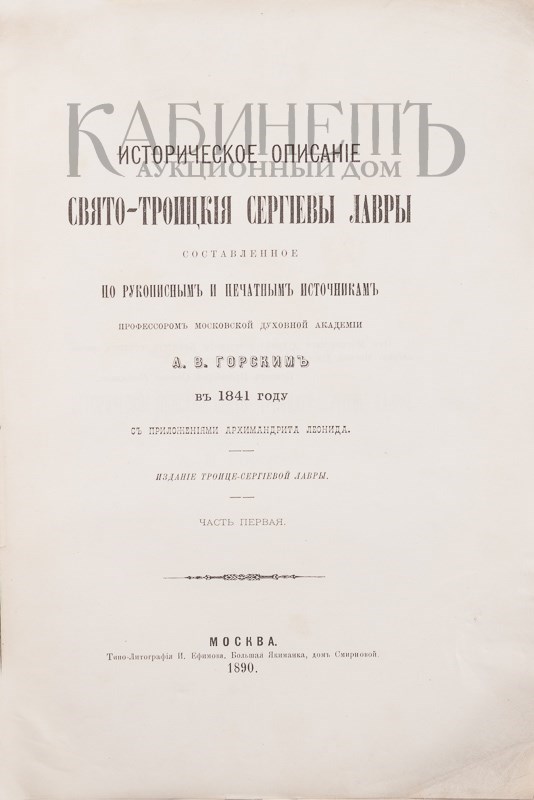 КАБИНЕТЪ
ИСТОРИЧЕСКОЕ ОПИСАНІЕ
АУКЦИОННЫЙ ДОМ
СВЯТО-ТРОИЦКІЯ СЕРГІЕВЫ ЛАВРЫ
СОСТАВЛЕННОЕ
ПО РУКОПИСНЫМЪ И ПЕЧАТНЫМЪ ИСТОЧНИКАМЪ
ПРОФЕССОРОМЪ МОСКОВСКОЙ ДУХОВНОЙ АКАДЕМІИ
А. В. ГОРСКИМЪ
ВЪ 1841 ГОДУ
СЪ ПРИЛОЖЕНІЯМИ АРХИМАНДРИТА ЛЕОНИДА.
ИЗДАНІЕ ТРОИЦЕ-СЕРГІЕВОЙ ЛАВРЫ.
ЧАСТЬ ПЕРВАЯ.
МОСКВА.
Типо-Литографія И. Ефимова, Большая Якиманка, домъ Смирновой.
1890.